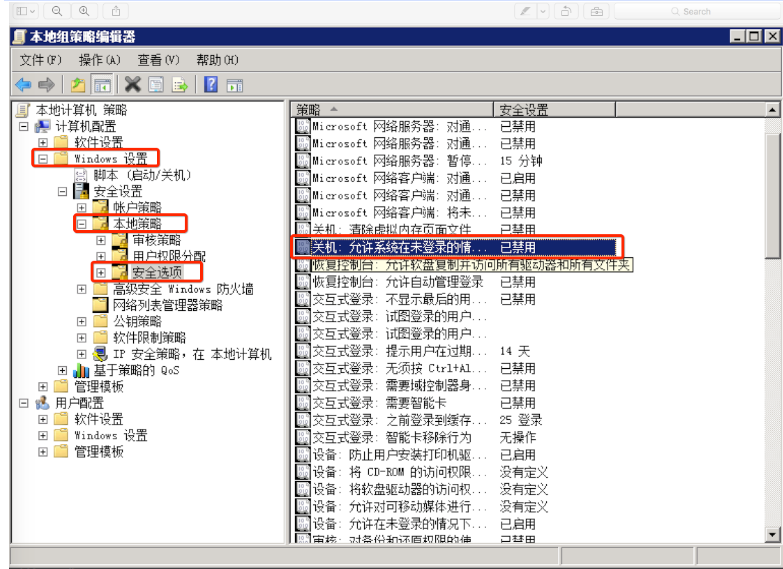 Search
本地组策略编辑器
文件(F) 操作(A) 查看(V) 帮助(H)
本地计算机 策略
计算机配置
软件设置
Windows 设置
脚本 (启动/关机)
安全设置
帐户策略
本地策略
审核策略
用户权限分配
安全选项
高级安全 Windows 防火墙
网络列表管理器策略
公钥策略
软件限制策略
IP 安全策略，在 本地计算机
基于策略的 QoS
管理模板
用户配置
软件设置
Windows 设置
管理模板
策略 安全设置
Microsoft 网络服务器: 对通... 已禁用
Microsoft 网络服务器: 对通... 已禁用
Microsoft 网络服务器: 暂停... 15 分钟
Microsoft 网络客户端: 对通... 已启用
Microsoft 网络客户端: 对通... 已禁用
Microsoft 网络客户端: 将未... 已禁用
关机: 清除虚拟内存页面文件 已禁用
关机: 允许系统在未登录的情... 已禁用
恢复控制台: 允许软盘复制并访问所有驱动器和所有文件夹
恢复控制台: 允许自动管理登录 已禁用
交互式登录: 不显示最后的用... 已禁用
交互式登录: 试图登录的用户...
交互式登录: 试图登录的用户...
交互式登录: 提示用户在过期... 14 天
交互式登录: 无须按 Ctrl+Al... 已禁用
交互式登录: 需要域控制器身... 已禁用
交互式登录: 需要智能卡 已禁用
交互式登录: 之前登录到缓存... 25 登录
交互式登录: 智能卡移除行为 无操作
设备: 防止用户安装打印机驱... 已启用
设备: 将 CD-ROM 的访问权限... 没有定义
设备: 将软盘驱动器的访问权... 没有定义
设备: 允许对可移动媒体进行... 没有定义
设备: 允许在未登录的情况下... 已启用
审核: 对备份和还原权限的使... 已禁用